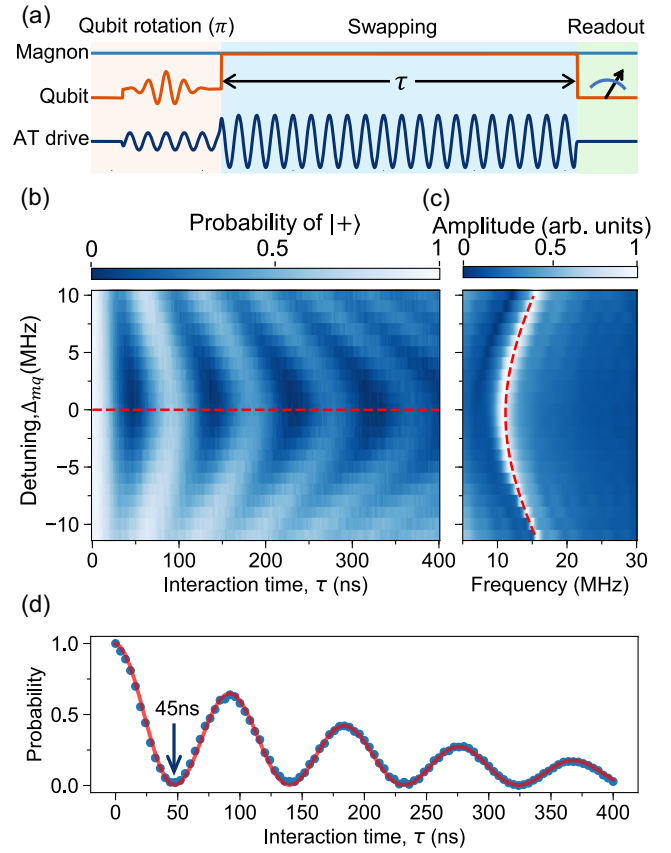 (a)
Qubit rotation (π) Swapping Readout
Magnon
τ
Qubit
AT drive
(b) (c)
Probability of |+⟩ Amplitude (arb. units)
0 0.5 1 0 0.5 1
10
5
0
−5
−10
Detuning,Δmq(MHz)
0 100 200 300 400 10 20 30
Interaction time, τ (ns) Frequency (MHz)
(d)
1.0
0.5
0.0
Probability
45ns
0 50 100 150 200 250 300 350 400
Interaction time, τ (ns)